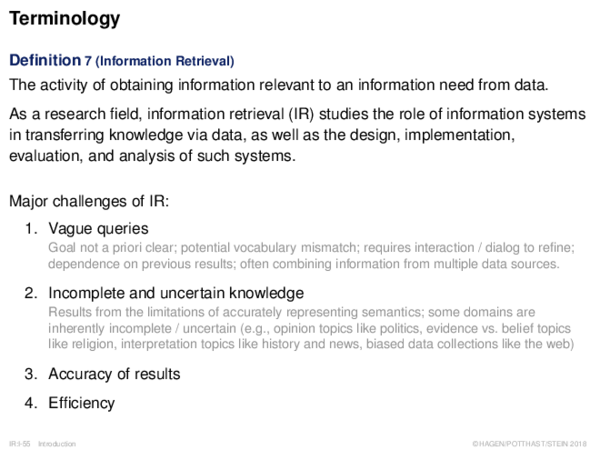 Terminology
Definition 7 (Information Retrieval)
The activity of obtaining information relevant to an information need from data.
As a research field, information retrieval (IR) studies the role of information systems
in transferring knowledge via data, as well as the design, implementation,
evaluation, and analysis of such systems.
Major challenges of IR:
1. Vague queries
Goal not a priori clear; potential vocabulary mismatch; requires interaction / dialog to refine;
dependence on previous results; often combining information from multiple data sources.
2. Incomplete and uncertain knowledge
Results from the limitations of accurately representing semantics; some domains are
inherently incomplete / uncertain (e.g., opinion topics like politics, evidence vs. belief topics
like religion, interpretation topics like history and news, biased data collections like the web)
3. Accuracy of results
4. Efficiency
IR:I-55 Introduction
©HAGEN/POTTHAST/STEIN 2018